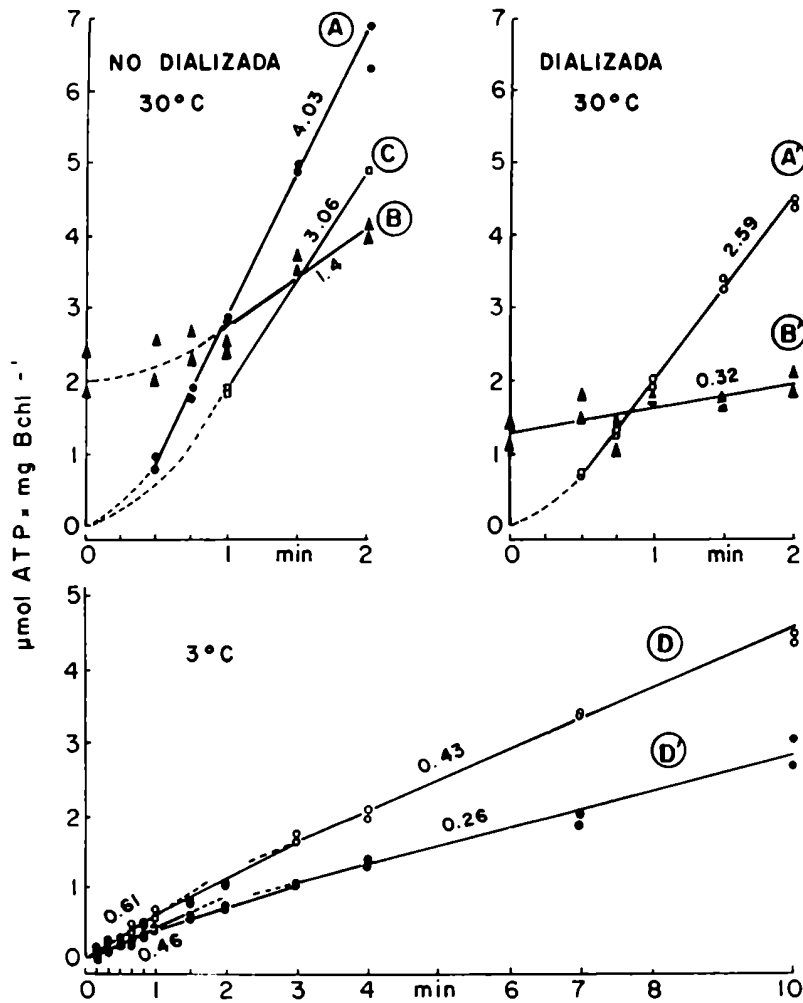 μmol ATP × mg Bchl -'
7
6
5
4
3
2
1
0
NO DIALIZADA
30°C
A
4.03
C
3.06
B
1.4
0 1 min 2
7
6
5
4
3
2
1
0
DIALIZADA
30°C
A'
2.59
B'
0.32
0 1 min 2
5
4
3
2
1
0
3°C
D
0.43
D'
0.26
0.61
0.46
0 1 2 3 4 min 6 7 8 10